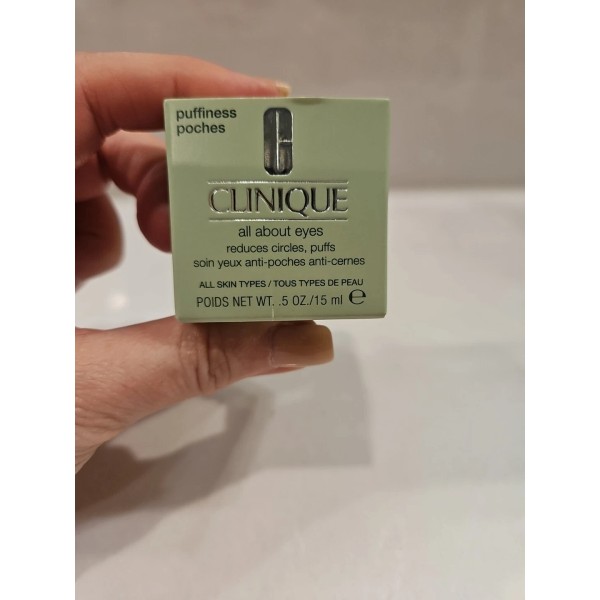 puffiness
poches
CLINIQUE
all about eyes
reduces circles, puffs
soin yeux anti-poches anti-cernes
ALL SKIN TYPES / TOUS TYPES DE PEAU
POIDS NET WT. .5 OZ./15 ml ℮